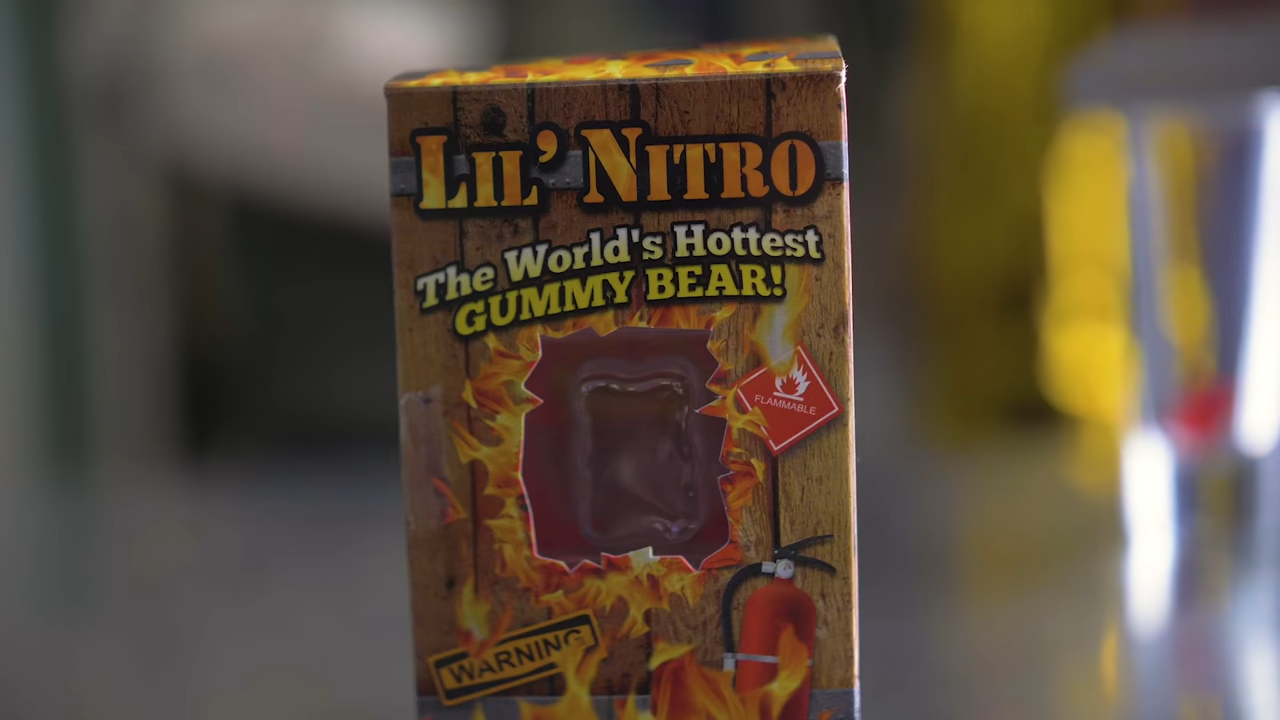 Lil' Nitro
The World's Hottest
GUMMY BEAR!
FLAMMABLE
WARNING